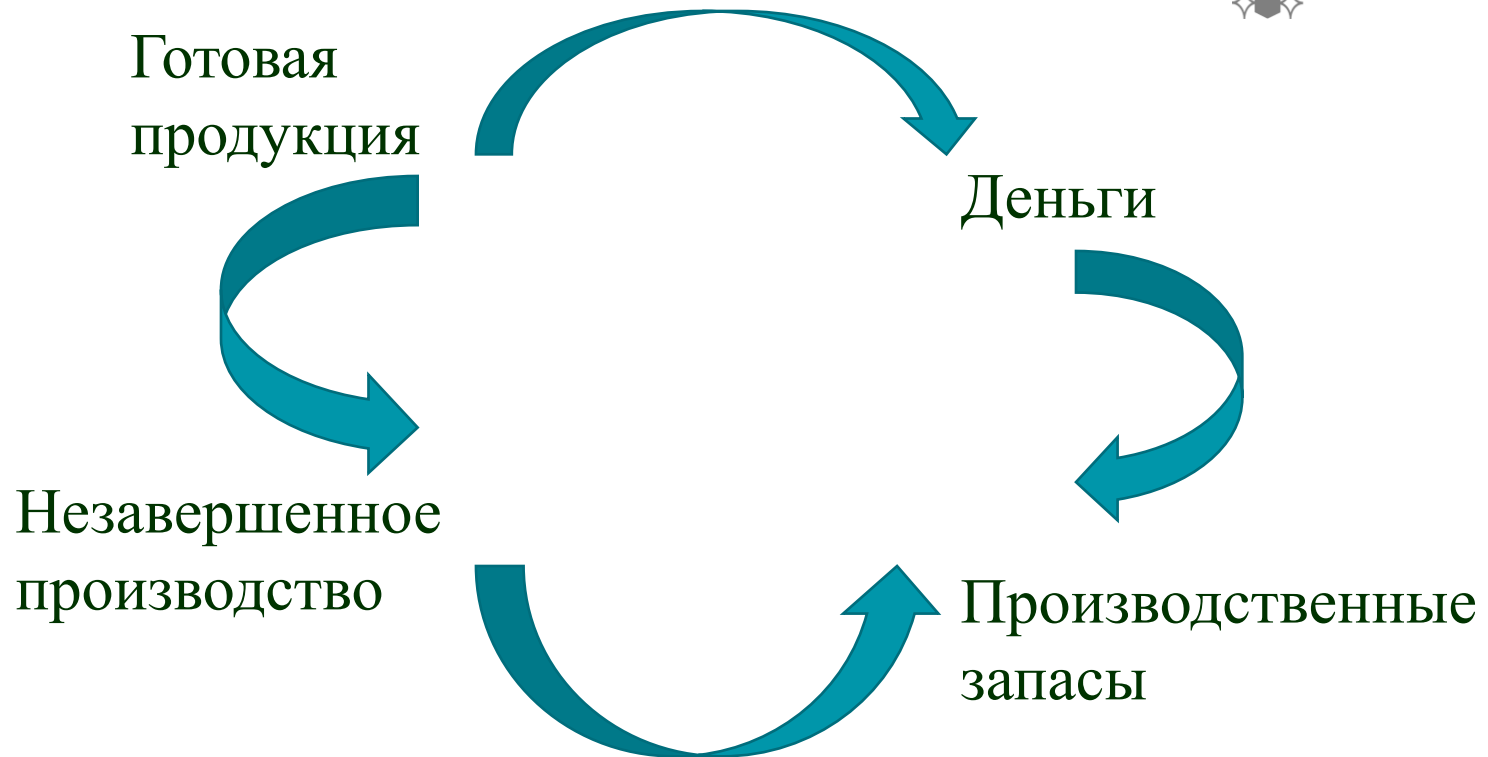 Готовая
продукция
Деньги
Незавершенное
производство
Производственные
запасы